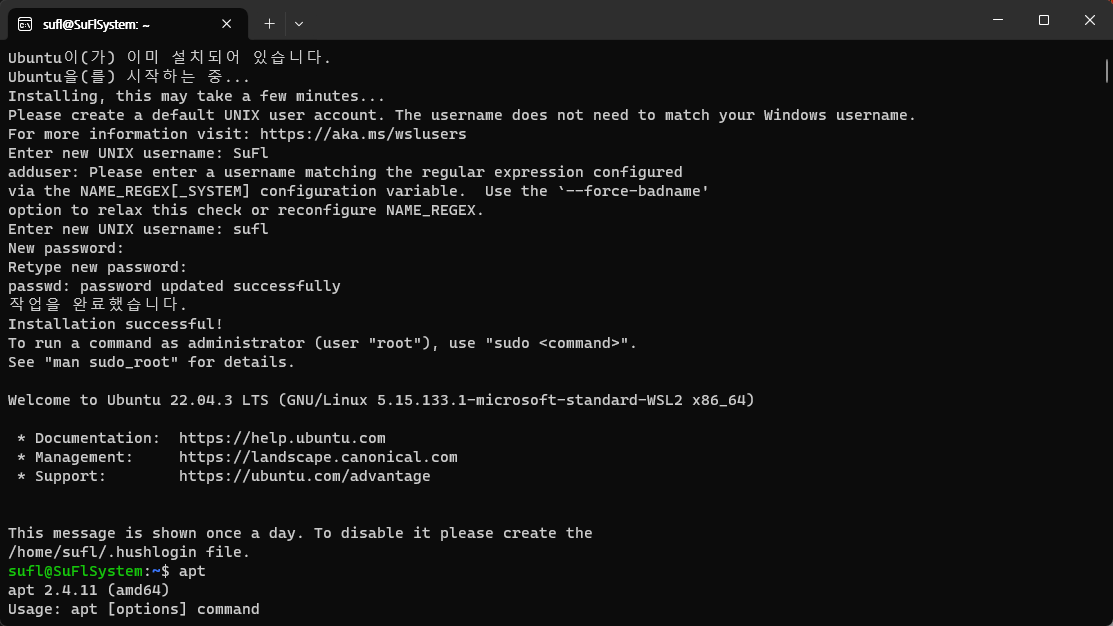 sufl@SuFlSystem: ~
Ubuntu이(가) 이미 설치되어 있습니다.
Ubuntu을(를) 시작하는 중...
Installing, this may take a few minutes...
Please create a default UNIX user account. The username does not need to match your Windows username.
For more information visit: https://aka.ms/wslusers
Enter new UNIX username: SuFl
adduser: Please enter a username matching the regular expression configured
via the NAME_REGEX[_SYSTEM] configuration variable.  Use the `--force-badname'
option to relax this check or reconfigure NAME_REGEX.
Enter new UNIX username: sufl
New password:
Retype new password:
passwd: password updated successfully
작업을 완료했습니다.
Installation successful!
To run a command as administrator (user "root"), use "sudo <command>".
See "man sudo_root" for details.
Welcome to Ubuntu 22.04.3 LTS (GNU/Linux 5.15.133.1-microsoft-standard-WSL2 x86_64)
* Documentation:  https://help.ubuntu.com
* Management:     https://landscape.canonical.com
* Support:        https://ubuntu.com/advantage
This message is shown once a day. To disable it please create the
/home/sufl/.hushlogin file.
sufl@SuFlSystem:~$ apt
apt 2.4.11 (amd64)
Usage: apt [options] command